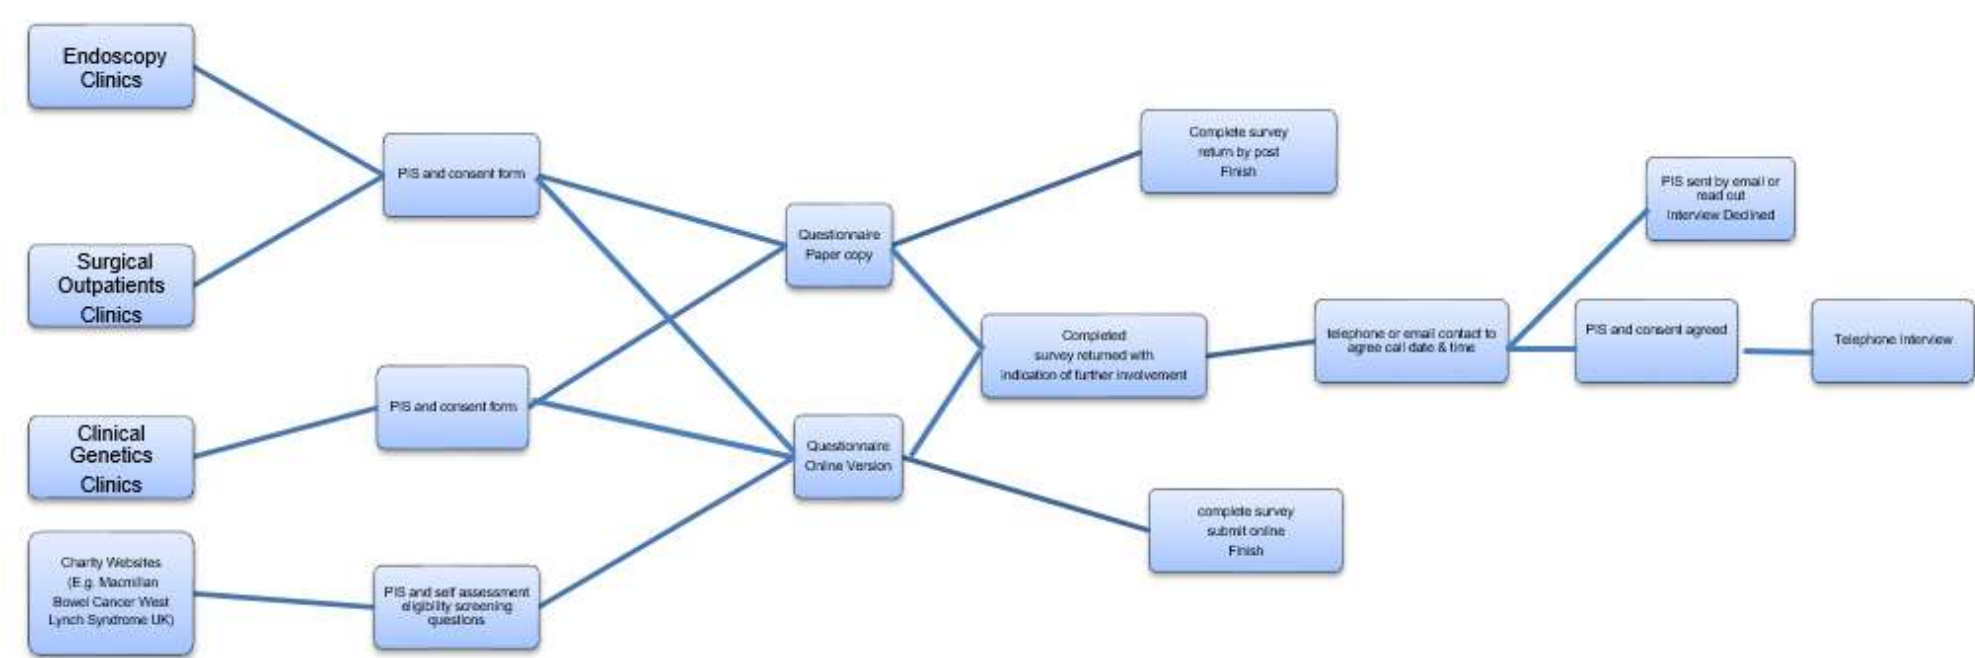 Endoscopy
Clinics
Surgical
Outpatients
Clinics
Clinical
Genetics
Clinics
Charity Websites
(E.g. Macmillan
Bowel Cancer West
Lynch Syndrome UK)
PIS and consent form
PIS and consent form
PIS and self assessment
eligibility screening
questions
Questionnaire
Paper copy
Questionnaire
Online Version
Complete survey
return by post
Finish
Completed
survey returned with
indication of further involvement
complete survey
submit online
Finish
telephone or email contact to
agree call date & time
PIS sent by email or
read out
Interview Declined
PIS and consent agreed
Telephone Interview